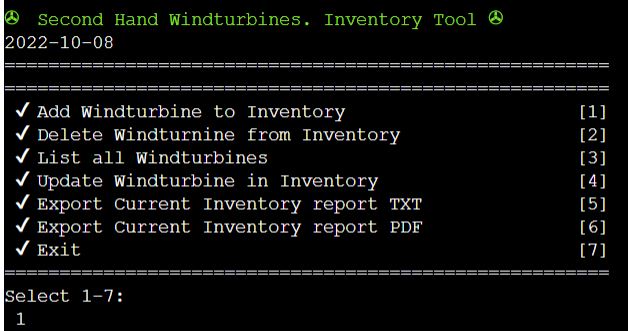 ✇ Second Hand Windturbines. Inventory Tool ✇
2022-10-08
=======================================================
=======================================================
✓ Add Windturbine to Inventory [1]
✓ Delete Windturnine from Inventory [2]
✓ List all Windturbines [3]
✓ Update Windturbine in Inventory [4]
✓ Export Current Inventory report TXT [5]
✓ Export Current Inventory report PDF [6]
✓ Exit [7]
=======================================================
Select 1-7:
1